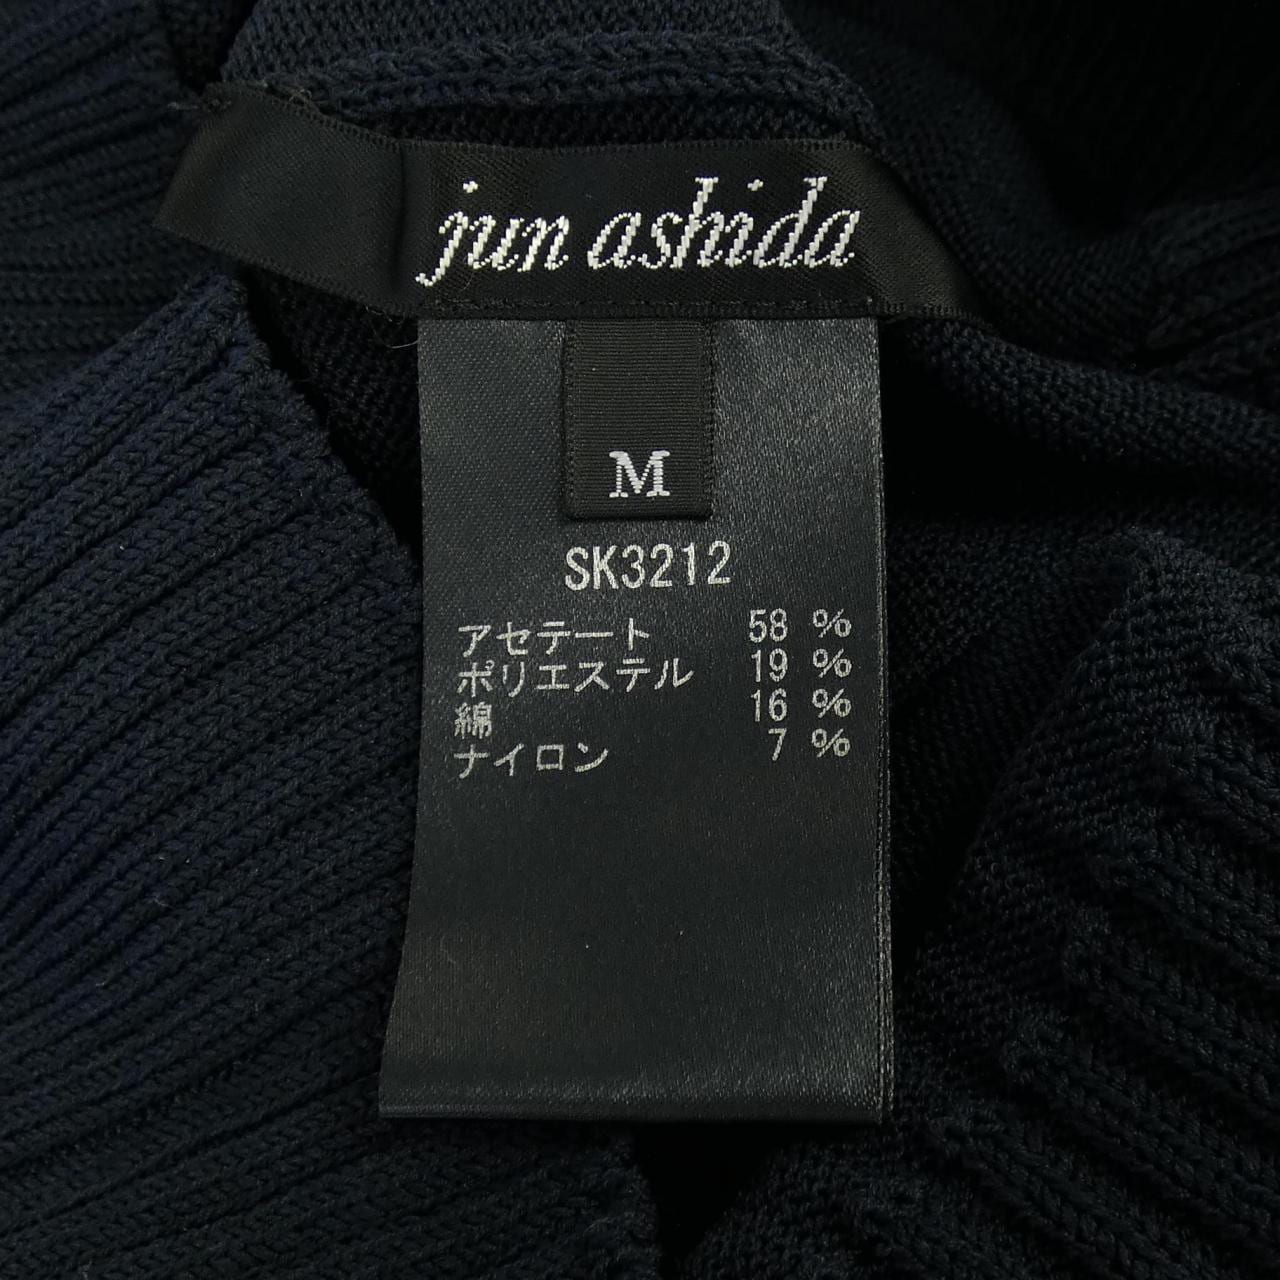 jun ashida
M
SK3212
アセテート 58 %
ポリエステル 19 %
綿 16 %
ナイロン 7 %